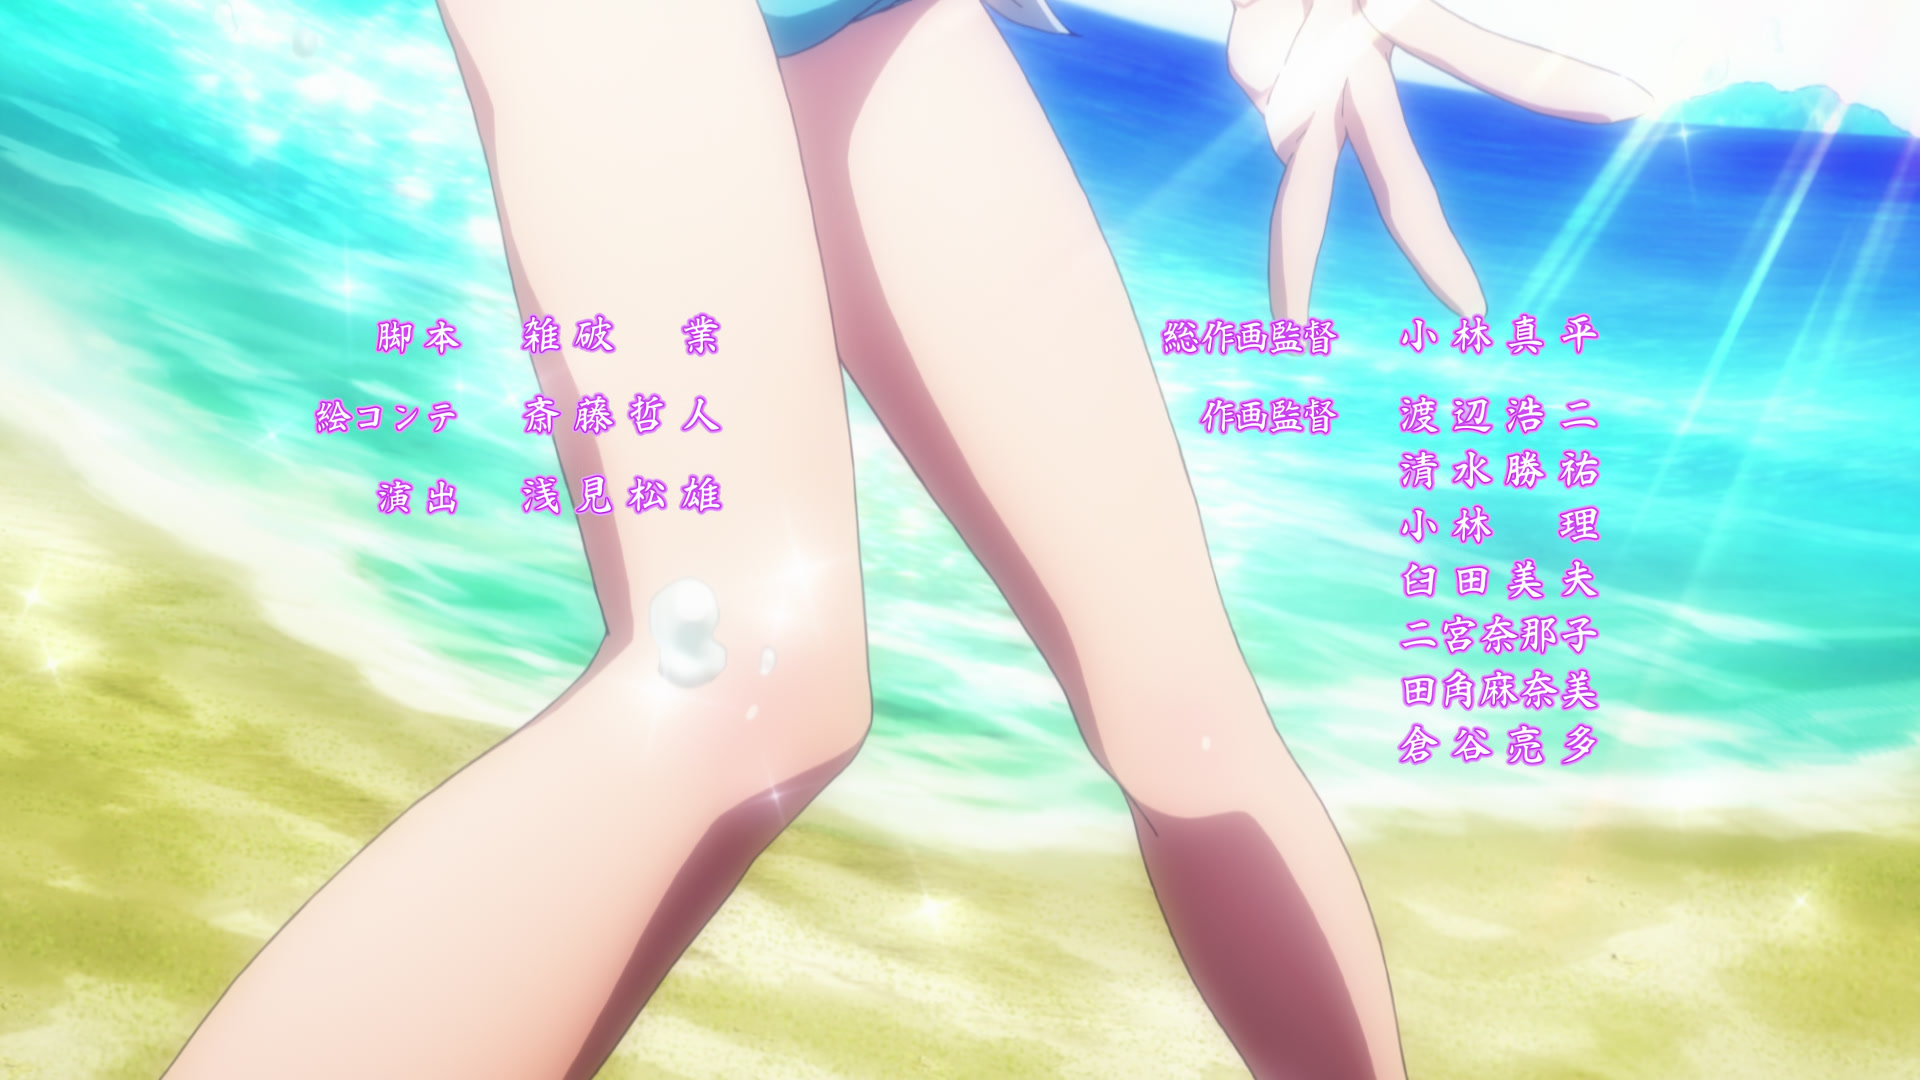 脚本 雑破 業
絵コンテ 斎藤哲人
演出 浅見松雄
総作画監督 小林真平
作画監督 渡辺浩二
清水勝祐
小林 理
臼田美夫
二宮奈那子
田角麻奈美
倉谷亮多